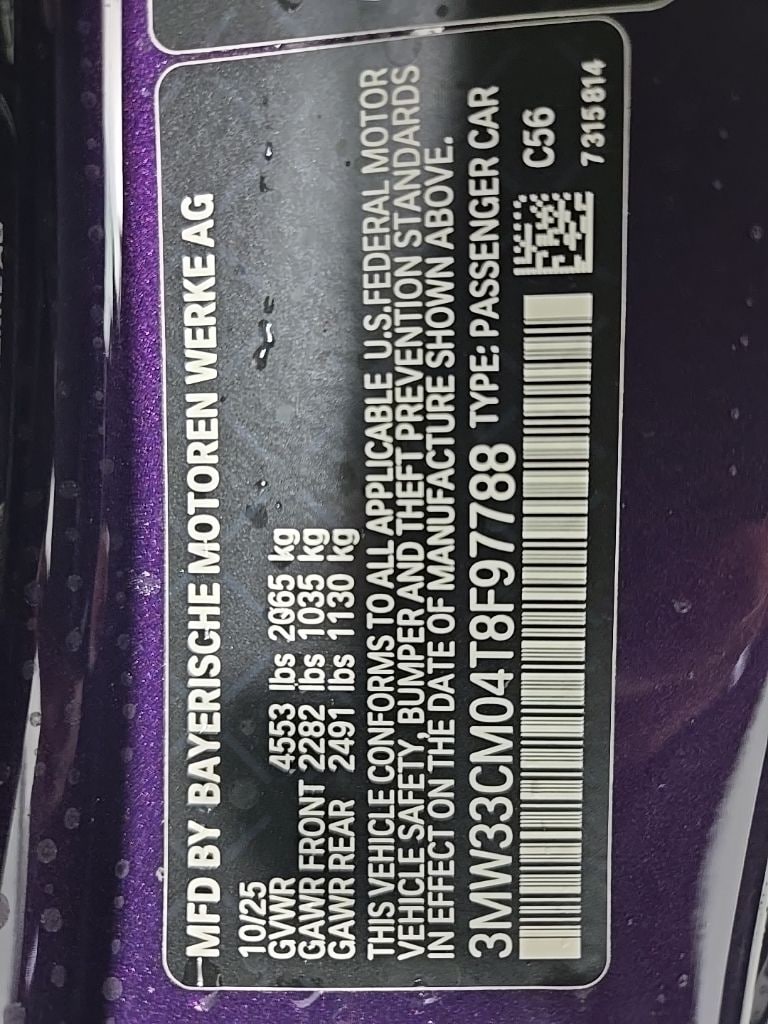 MFD BY BAYERISCHE MOTOREN WERKE AG
10/25
GVWR 4553 lbs 2065 kg
GAWR FRONT 2282 lbs 1035 kg
GAWR REAR 2491 lbs 1130 kg
THIS VEHICLE CONFORMS TO ALL APPLICABLE U.S.FEDERAL MOTOR
VEHICLE SAFETY, BUMPER AND THEFT PREVENTION STANDARDS
IN EFFECT ON THE DATE OF MANUFACTURE SHOWN ABOVE.
3MW33CM04T8F97788 TYPE: PASSENGER CAR
C56
7315814